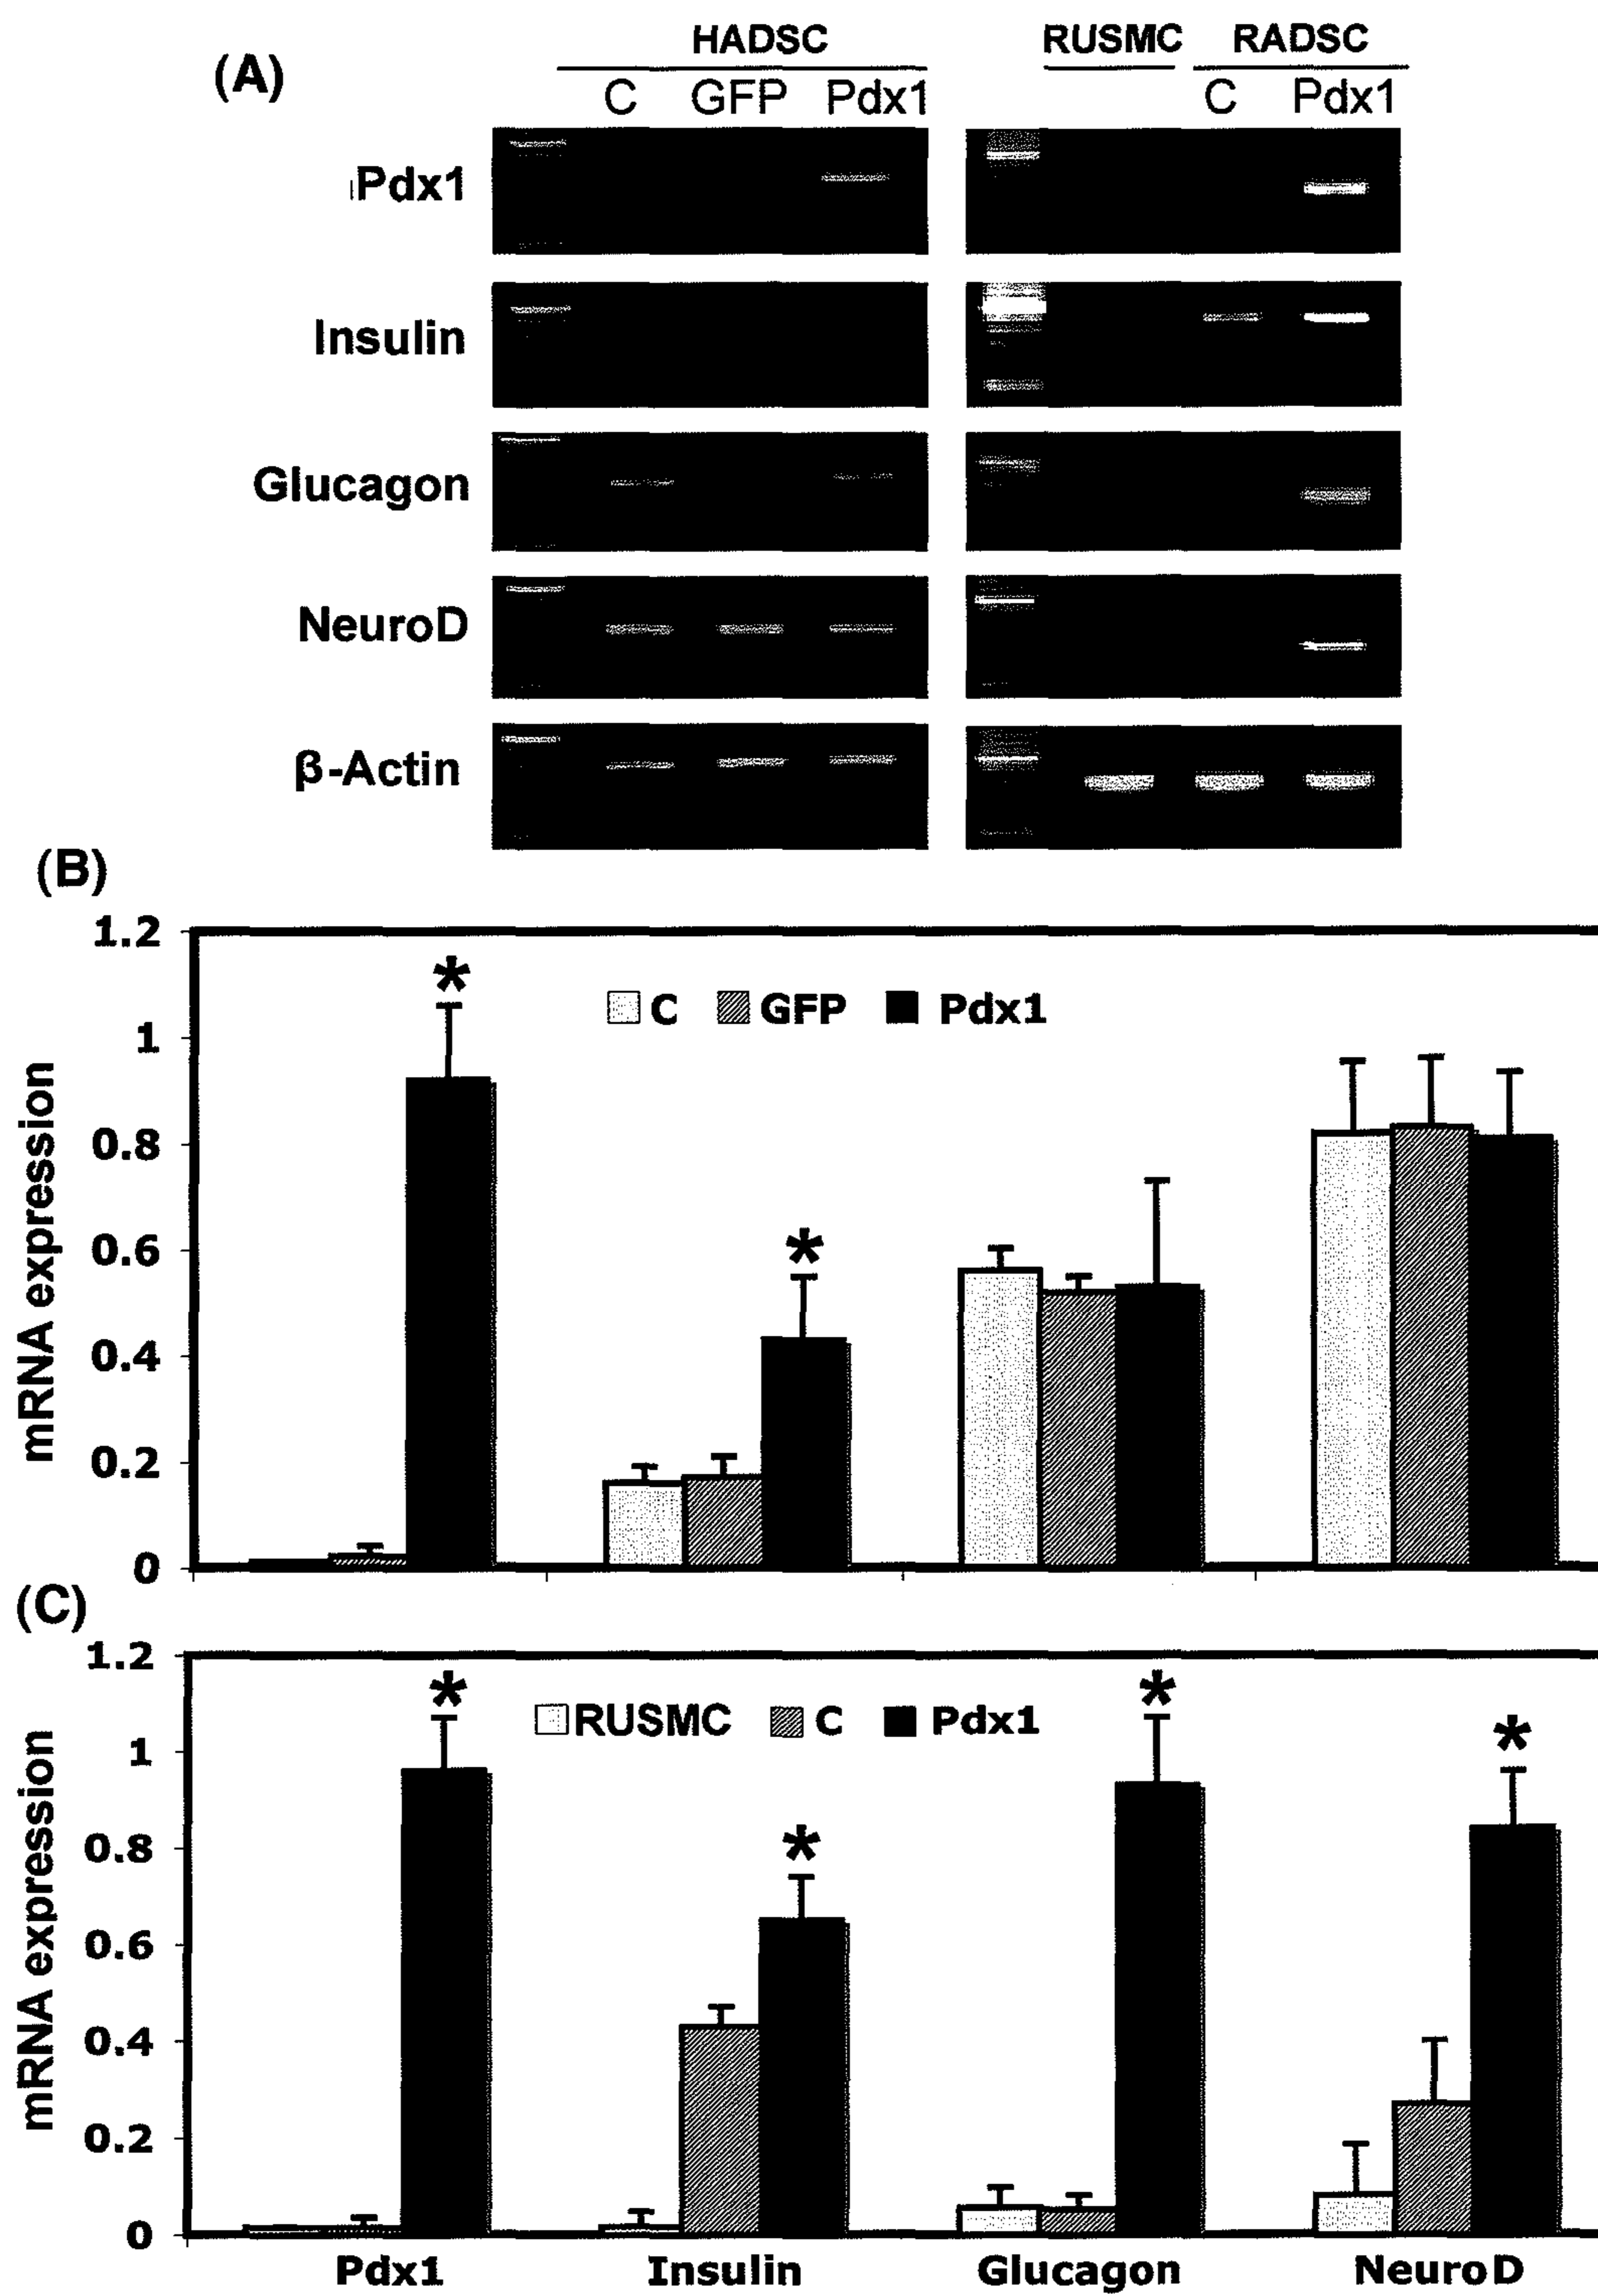 (A)
HADSC RUSMC RADSC
C GFP Pdx1 C Pdx1
Pdx1
Insulin
Glucagon
NeuroD
β-Actin
(B)
1.2
1
0.8
0.6
0.4
0.2
0
mRNA expression
* *
C GFP Pdx1
(C)
1.2
1
0.8
0.6
0.4
0.2
0
mRNA expression
* * * *
RUSMC C Pdx1
Pdx1 Insulin Glucagon NeuroD